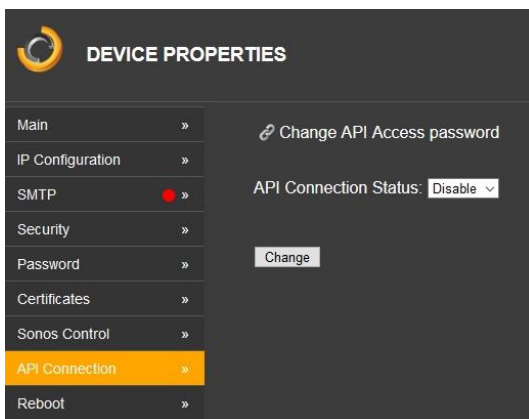 DEVICE PROPERTIES
Main »
IP Configuration »
SMTP »
Security »
Password »
Certificates »
Sonos Control »
API Connection »
Reboot »
Change API Access password
API Connection Status: Disable
Change